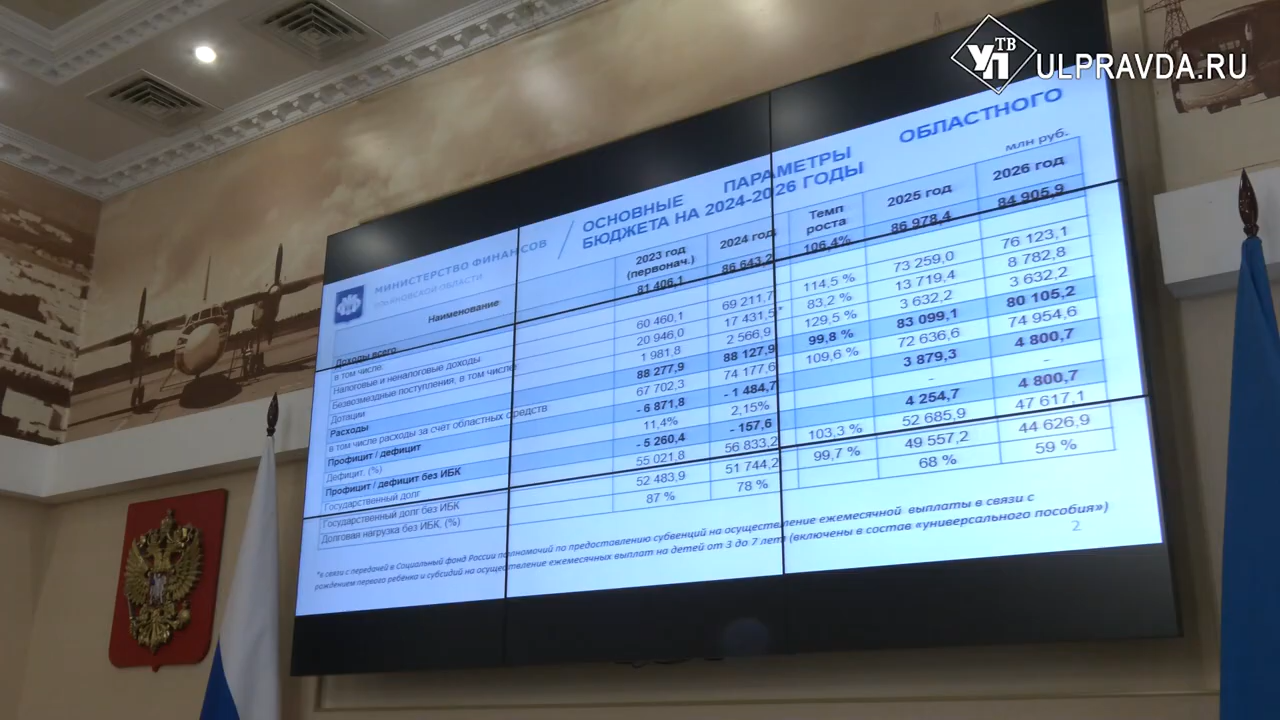 УП ТВ ULPRAVDA.RU
МИНИСТЕРСТВО ФИНАНСОВ
УЛЬЯНОВСКОЙ ОБЛАСТИ
ОСНОВНЫЕ ПАРАМЕТРЫ ОБЛАСТНОГО
БЮДЖЕТА НА 2024-2026 ГОДЫ
млн руб.
Наименование 2023 год (первонач.) 2024 год Темп роста 2025 год 2026 год
Доходы всего 81 406,1 86 643,2 106,4% 86 978,4 84 905,9
в том числе:
Налоговые и неналоговые доходы 60 460,1 69 211,7 114,5 % 73 259,0 76 123,1
Безвозмездные поступления, в том числе: 20 946,0 17 431,5* 83,2 % 13 719,4 8 782,8
Дотации 1 981,8 2 566,9 129,5 % 3 632,2 3 632,2
Расходы 88 277,9 88 127,9 99,8 % 83 099,1 80 105,2
в том числе расходы за счёт областных средств 67 702,3 74 177,6 109,6 % 72 636,6 74 954,6
Профицит / дефицит - 6 871,8 - 1 484,7 3 879,3 4 800,7
Дефицит, (%) 11,4% 2,15% - -
Профицит / дефицит без ИБК - 5 260,4 - 157,6 4 254,7 4 800,7
Государственный долг 55 021,8 56 833,2 103,3 % 52 685,9 47 617,1
Государственный долг без ИБК 52 483,9 51 744,2 99,7 % 49 557,2 44 626,9
Долговая нагрузка без ИБК, (%) 87 % 78 % 68 % 59 %
*в связи с передачей в Социальный фонд России полномочий по предоставлению субвенций на осуществление ежемесячной выплаты в связи с
рождением первого ребёнка и субсидий на осуществление ежемесячных выплат на детей от 3 до 7 лет (включены в состав «универсального пособия»)
2